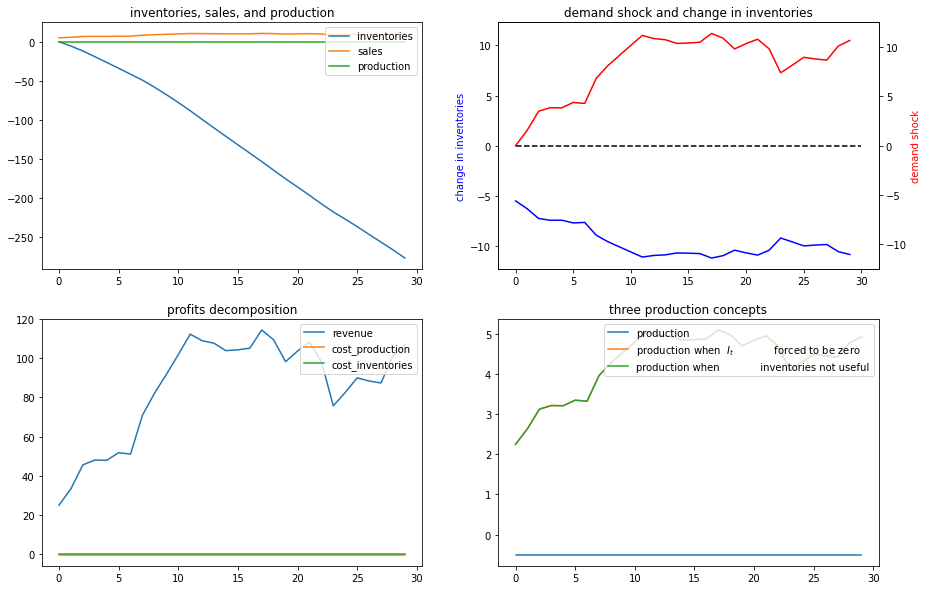 inventories, sales, and production
0
−50
−100
−150
−200
−250
0 5 10 15 20 25 30
inventories
sales
production
demand shock and change in inventories
change in inventories
10
5
0
−5
−10
0 5 10 15 20 25 30
10
5
0
−5
−10
demand shock
profits decomposition
120
100
80
60
40
20
0
0 5 10 15 20 25 30
revenue
cost_production
cost_inventories
three production concepts
5
4
3
2
1
0
0 5 10 15 20 25 30
production
production when I_t forced to be zero
production when inventories not useful